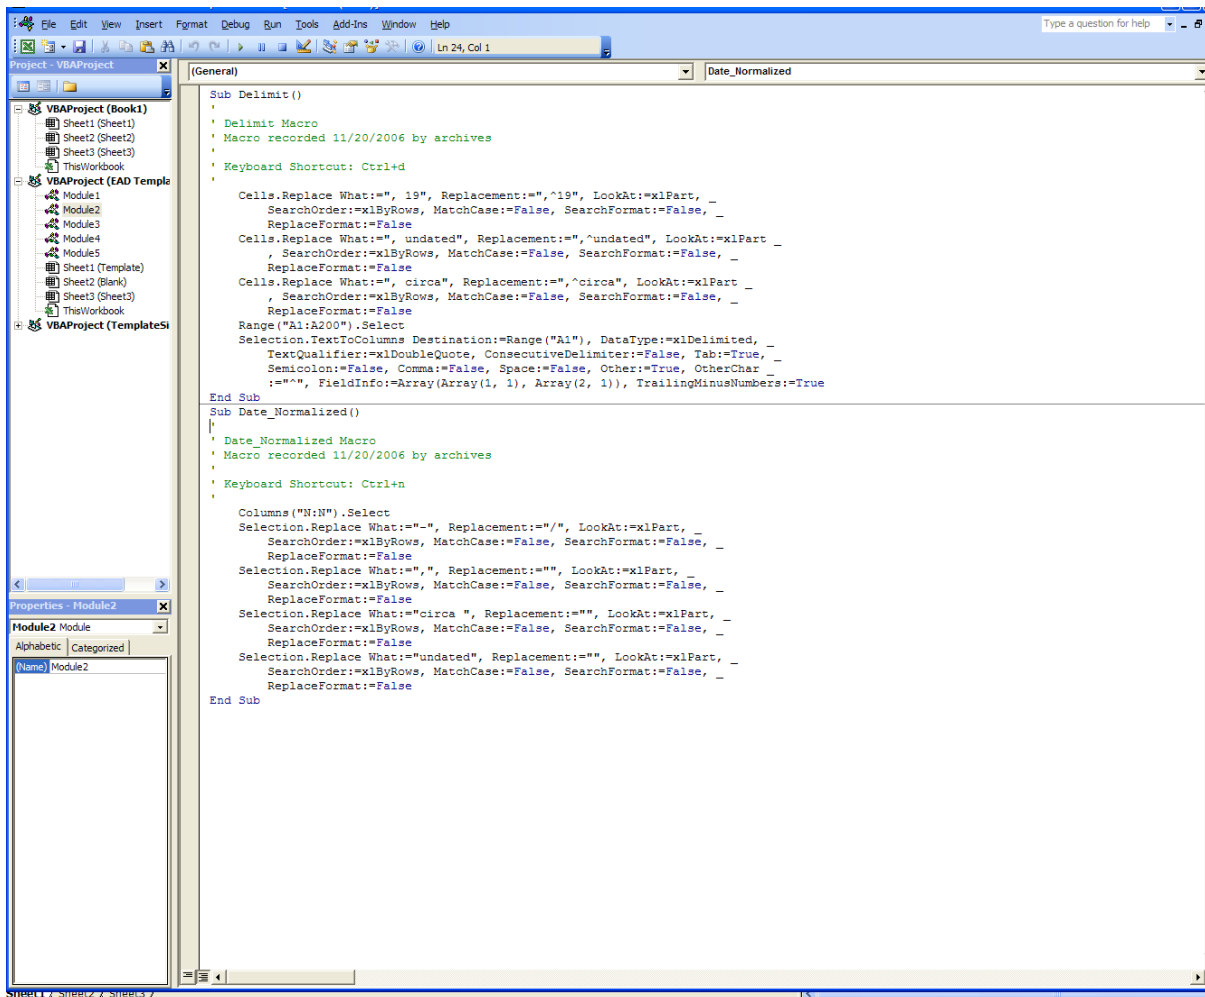 File Edit View Insert Format Debug Run Tools Add-Ins Window Help
Type a question for help
Ln 24, Col 1
Project - VBAProject
VBAProject (Book1)
Sheet1 (Sheet1)
Sheet2 (Sheet2)
Sheet3 (Sheet3)
ThisWorkbook
VBAProject (EAD Templa
Module1
Module2
Module3
Module4
Module5
Sheet1 (Template)
Sheet2 (Blank)
Sheet3 (Sheet3)
ThisWorkbook
VBAProject (TemplateSi
Properties - Module2
Module2 Module
Alphabetic Categorized
(Name) Module2
(General) Date_Normalized
Sub Delimit()
'
' Delimit Macro
' Macro recorded 11/20/2006 by archives
'
' Keyboard Shortcut: Ctrl+d
'
Cells.Replace What:=", 19", Replacement:=",^19", LookAt:=xlPart, _
SearchOrder:=xlByRows, MatchCase:=False, SearchFormat:=False, _
ReplaceFormat:=False
Cells.Replace What:=", undated", Replacement:=",^undated", LookAt:=xlPart _
, SearchOrder:=xlByRows, MatchCase:=False, SearchFormat:=False, _
ReplaceFormat:=False
Cells.Replace What:=", circa", Replacement:=",^circa", LookAt:=xlPart _
, SearchOrder:=xlByRows, MatchCase:=False, SearchFormat:=False, _
ReplaceFormat:=False
Range("A1:A200").Select
Selection.TextToColumns Destination:=Range("A1"), DataType:=xlDelimited, _
TextQualifier:=xlDoubleQuote, ConsecutiveDelimiter:=False, Tab:=True, _
Semicolon:=False, Comma:=False, Space:=False, Other:=True, OtherChar _
:="^", FieldInfo:=Array(Array(1, 1), Array(2, 1)), TrailingMinusNumbers:=True
End Sub
Sub Date_Normalized()
'
' Date_Normalized Macro
' Macro recorded 11/20/2006 by archives
'
' Keyboard Shortcut: Ctrl+n
'
Columns("N:N").Select
Selection.Replace What:="-", Replacement:="/", LookAt:=xlPart, _
SearchOrder:=xlByRows, MatchCase:=False, SearchFormat:=False, _
ReplaceFormat:=False
Selection.Replace What:=",", Replacement:="", LookAt:=xlPart, _
SearchOrder:=xlByRows, MatchCase:=False, SearchFormat:=False, _
ReplaceFormat:=False
Selection.Replace What:="circa ", Replacement:="", LookAt:=xlPart, _
SearchOrder:=xlByRows, MatchCase:=False, SearchFormat:=False, _
ReplaceFormat:=False
Selection.Replace What:="undated", Replacement:="", LookAt:=xlPart, _
SearchOrder:=xlByRows, MatchCase:=False, SearchFormat:=False, _
ReplaceFormat:=False
End Sub
Sheet1 / Sheet2 / Sheet3 /